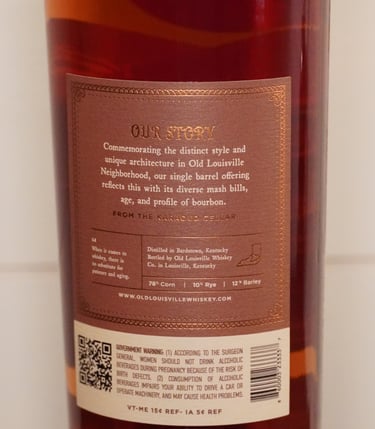 OUR STORY
Commemorating the distinct style and
unique architecture in Old Louisville
Neighborhood, our single barrel offering
reflects this with its diverse mash bills,
age, and profile of bourbon.
FROM THE KARAOUD CELLAR
When it comes to
whiskey, there is
no substitute for
patience and aging.
Distilled in Bardstown, Kentucky
Bottled by Old Louisville Whiskey
Co. in Louisville, Kentucky
78% Corn | 10% Rye | 12% Barley
WWW.OLDLOUISVILLEWHISKEY.COM
GOVERNMENT WARNING: (1) ACCORDING TO THE SURGEON
GENERAL, WOMEN SHOULD NOT DRINK ALCOHOLIC
BEVERAGES DURING PREGNANCY BECAUSE OF THE RISK OF
BIRTH DEFECTS. (2) CONSUMPTION OF ALCOHOLIC
BEVERAGES IMPAIRS YOUR ABILITY TO DRIVE A CAR OR
OPERATE MACHINERY, AND MAY CAUSE HEALTH PROBLEMS.
VT-ME 15¢ REF- IA 5¢ REF